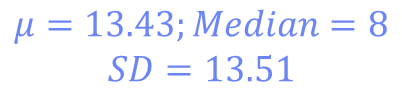 μ = 13.43; Median = 8
SD = 13.51